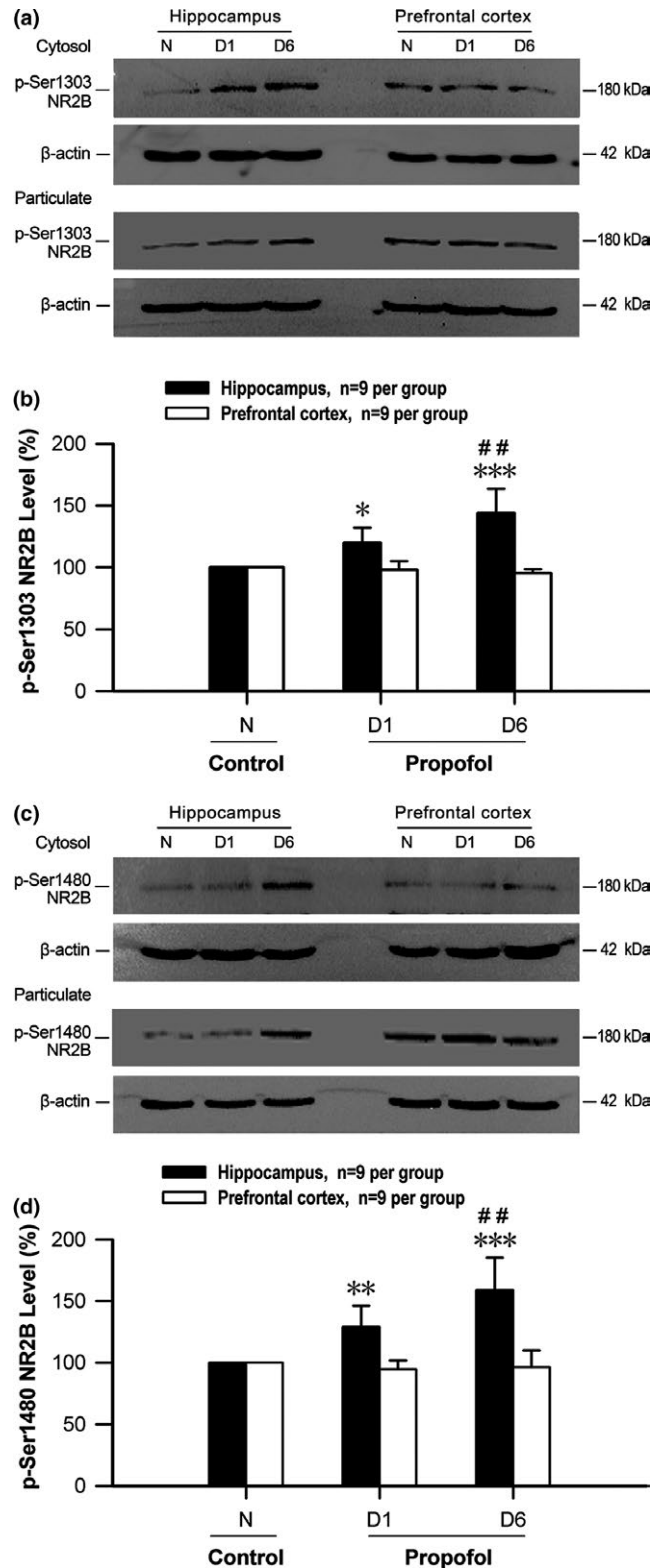 (a)
Hippocampus Prefrontal cortex
Cytosol N D1 D6 N D1 D6
p-Ser1303 NR2B 180 kDa
β-actin 42 kDa
Particulate
p-Ser1303 NR2B 180 kDa
β-actin 42 kDa
Hippocampus, n=9 per group
(b) Prefrontal cortex, n=9 per group
p-Ser1303 NR2B Level (%)
200
##
***
150
*
100
50
0
N D1 D6
Control Propofol
(c)
Hippocampus Prefrontal cortex
Cytosol N D1 D6 N D1 D6
p-Ser1480 NR2B 180 kDa
β-actin 42 kDa
Particulate
p-Ser1480 NR2B 180 kDa
β-actin 42 kDa
Hippocampus, n=9 per group
(d) Prefrontal cortex, n=9 per group
p-Ser1480 NR2B Level (%)
200
##
***
**
150
100
50
0
N D1 D6
Control Propofol